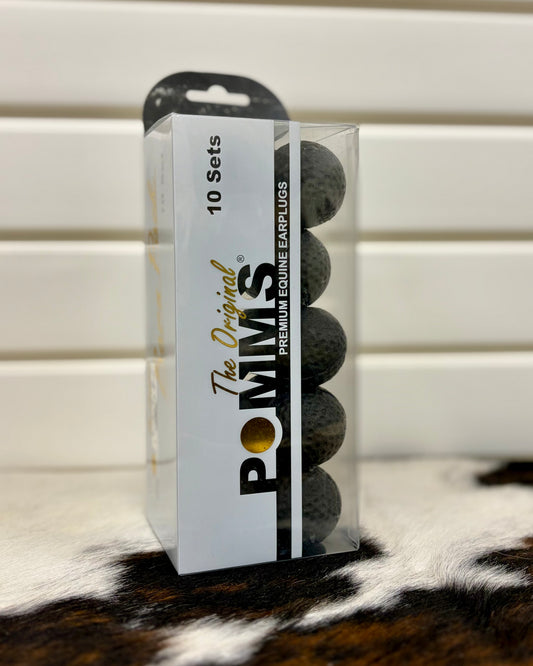 10 Sets
The Original
POMMS®
PREMIUM EQUINE EARPLUGS